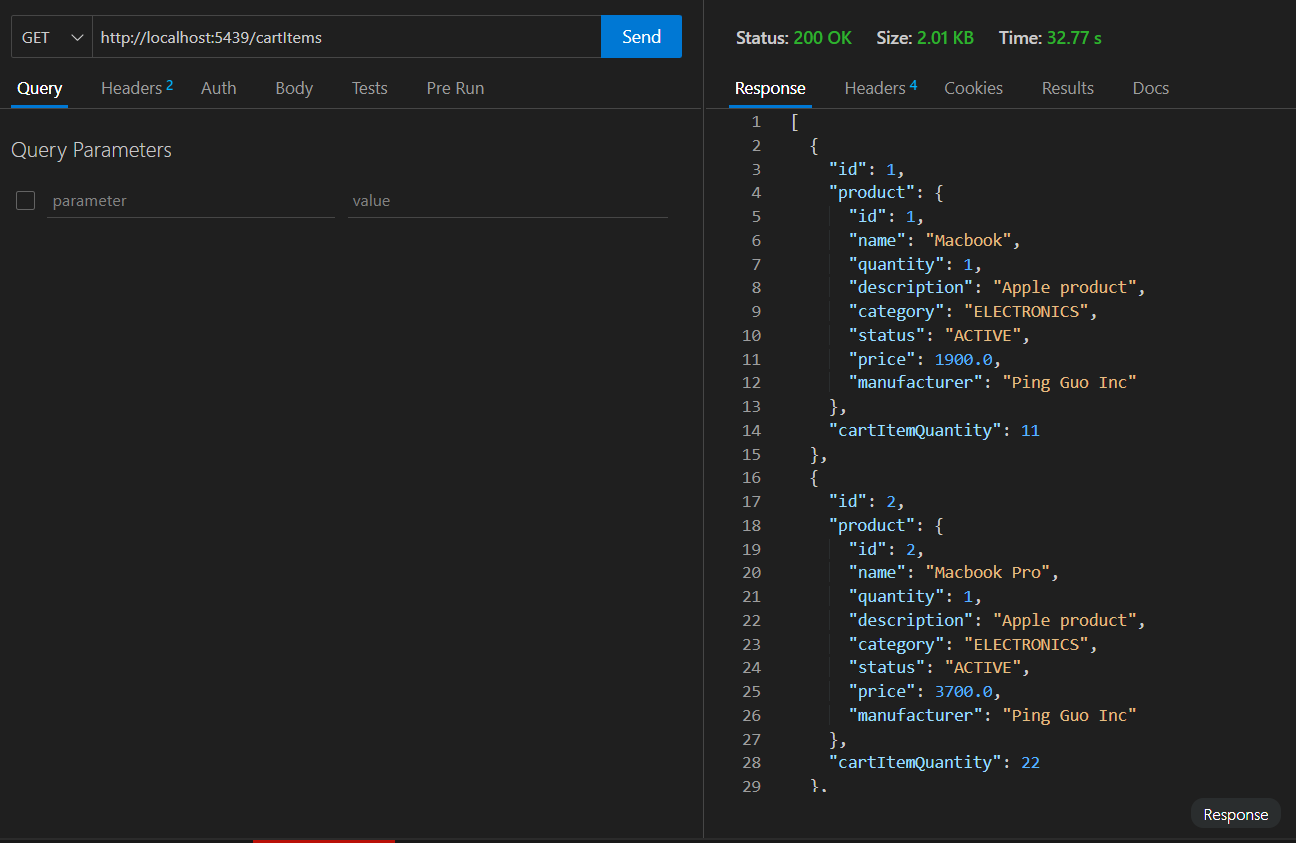 GET http://localhost:5439/cartItems Send
Query Headers 2 Auth Body Tests Pre Run
Query Parameters
parameter value
Status: 200 OK Size: 2.01 KB Time: 32.77 s
Response Headers 4 Cookies Results Docs
1 [
2 {
3 "id": 1,
4 "product": {
5 "id": 1,
6 "name": "Macbook",
7 "quantity": 1,
8 "description": "Apple product",
9 "category": "ELECTRONICS",
10 "status": "ACTIVE",
11 "price": 1900.0,
12 "manufacturer": "Ping Guo Inc"
13 },
14 "cartItemQuantity": 11
15 },
16 {
17 "id": 2,
18 "product": {
19 "id": 2,
20 "name": "Macbook Pro",
21 "quantity": 1,
22 "description": "Apple product",
23 "category": "ELECTRONICS",
24 "status": "ACTIVE",
25 "price": 3700.0,
26 "manufacturer": "Ping Guo Inc"
27 },
28 "cartItemQuantity": 22
29 },
Response